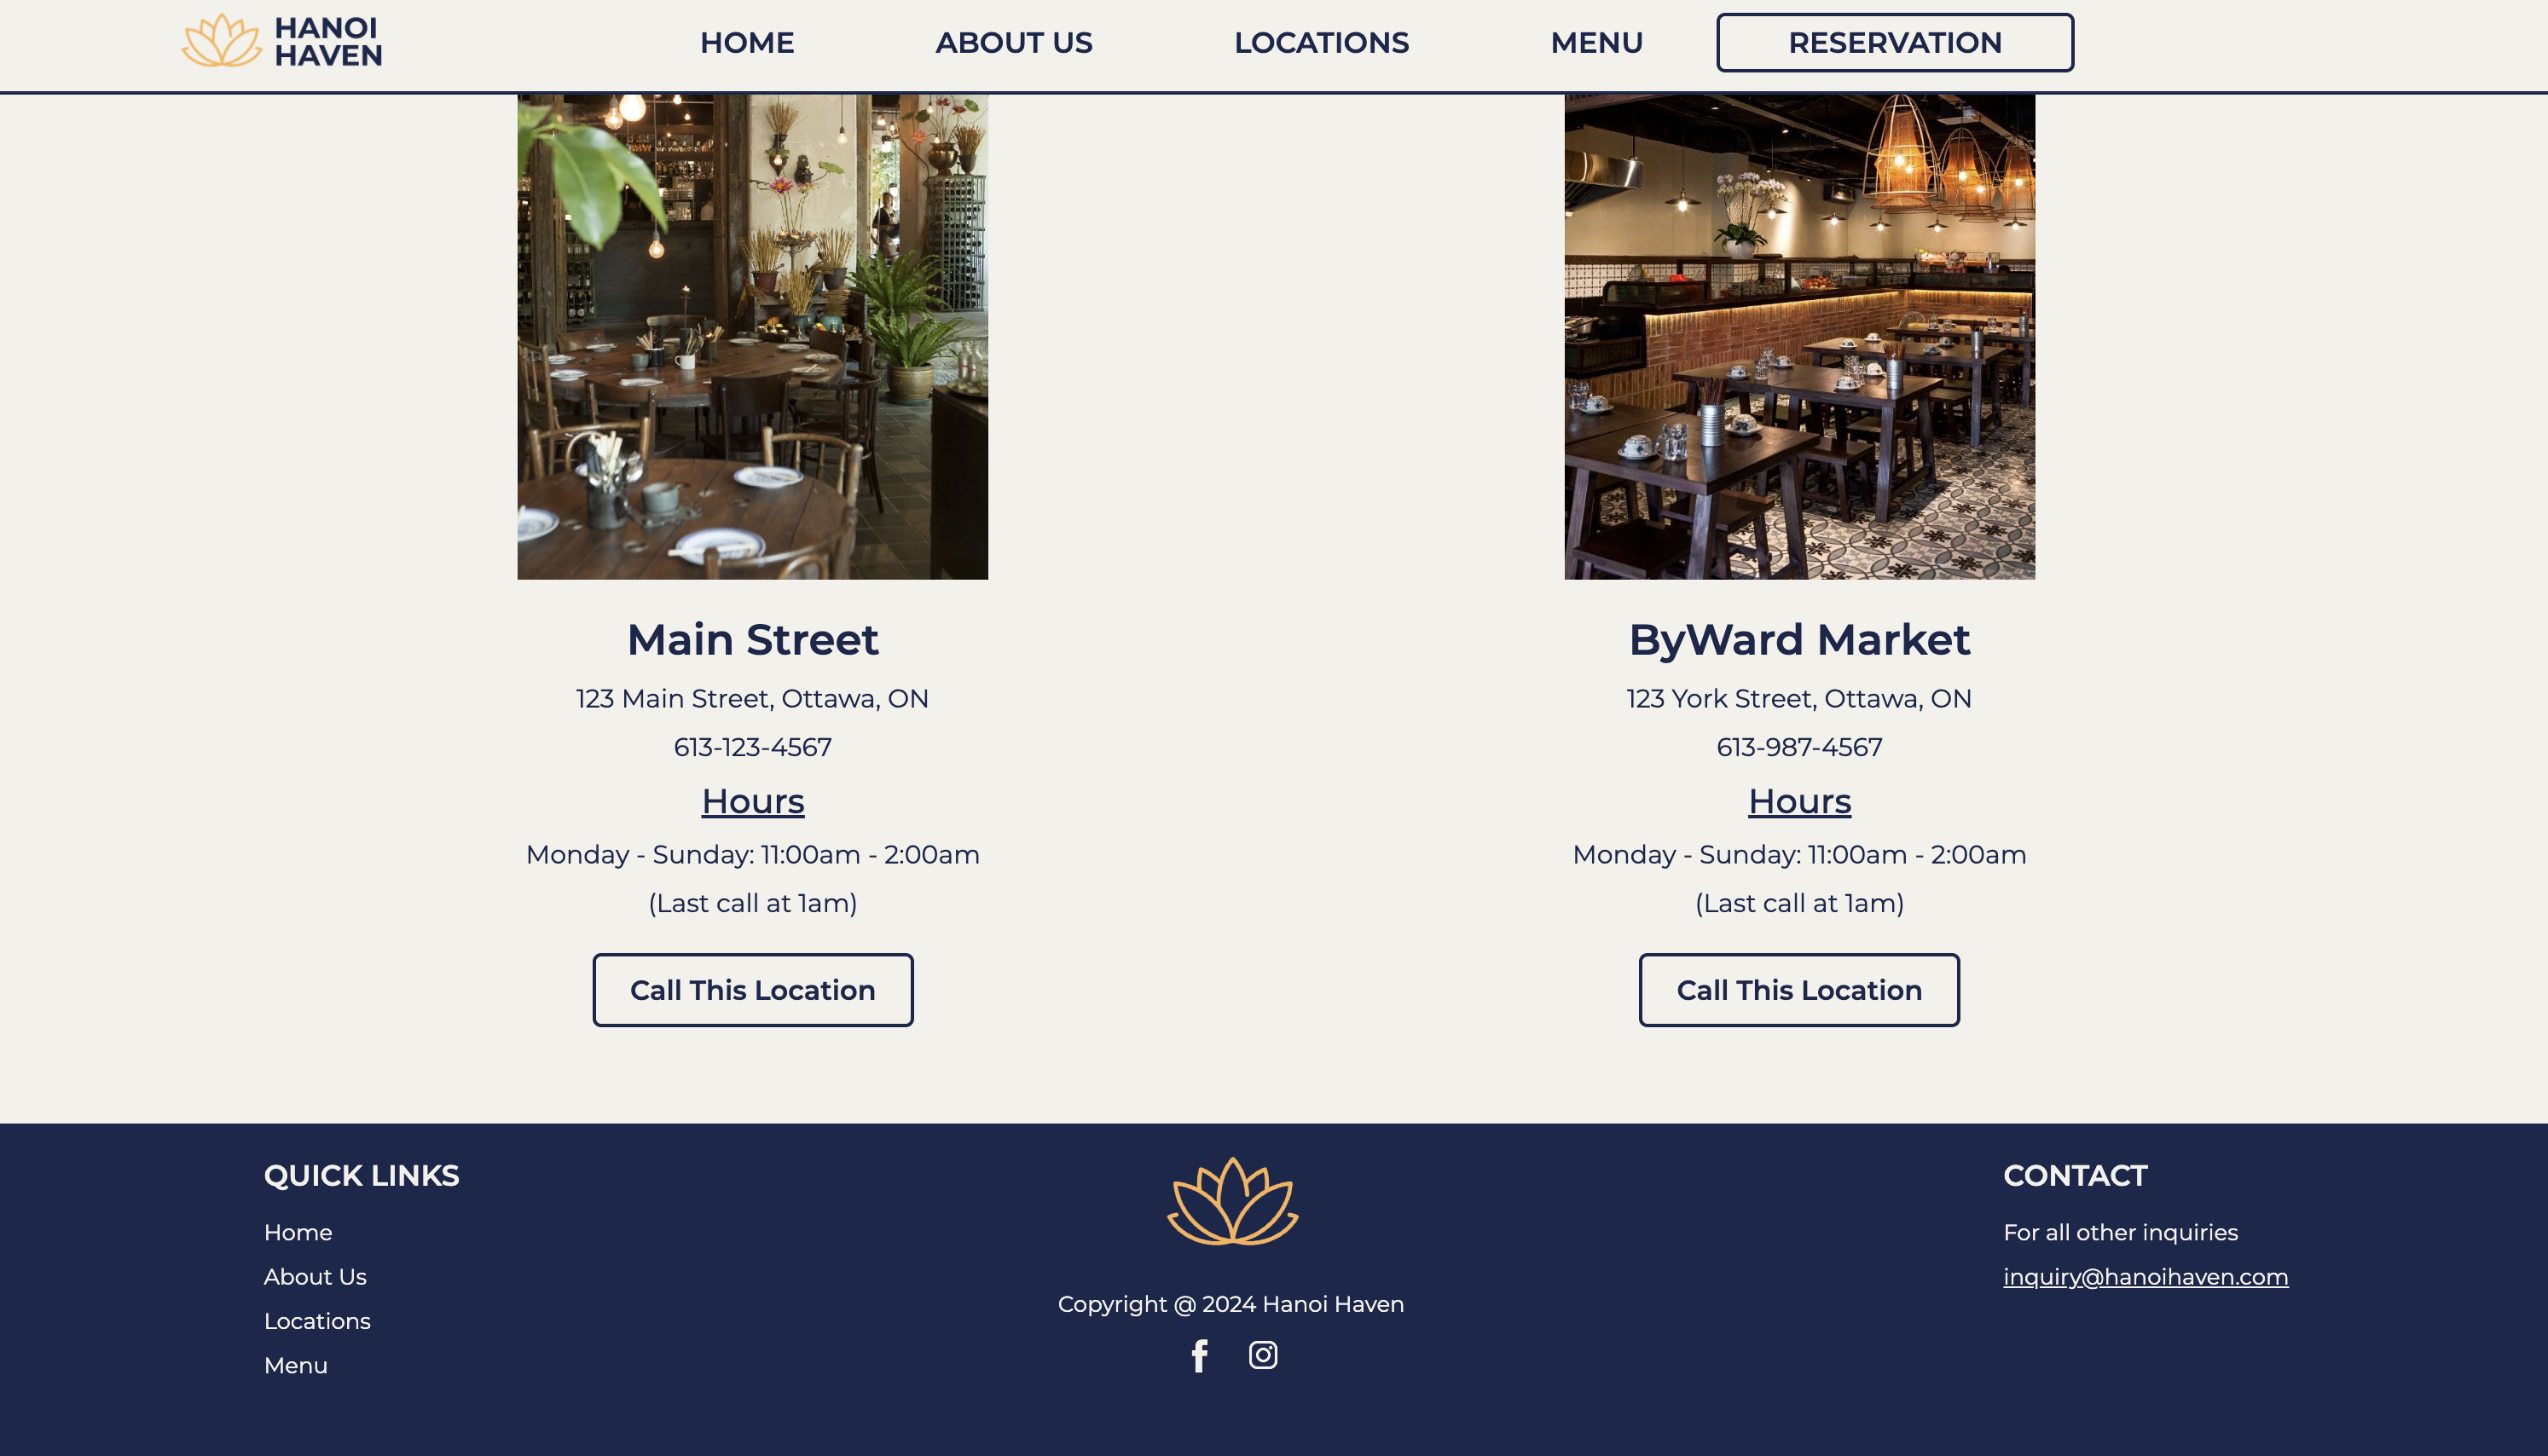 HANOI
HAVEN
HOME
ABOUT US
LOCATIONS
MENU
RESERVATION
Main Street
123 Main Street, Ottawa, ON
613-123-4567
Hours
Monday - Sunday: 11:00am - 2:00am
(Last call at 1am)
Call This Location
ByWard Market
123 York Street, Ottawa, ON
613-987-4567
Hours
Monday - Sunday: 11:00am - 2:00am
(Last call at 1am)
Call This Location
QUICK LINKS
Home
About Us
Locations
Menu
Copyright @ 2024 Hanoi Haven
CONTACT
For all other inquiries
inquiry@hanoihaven.com